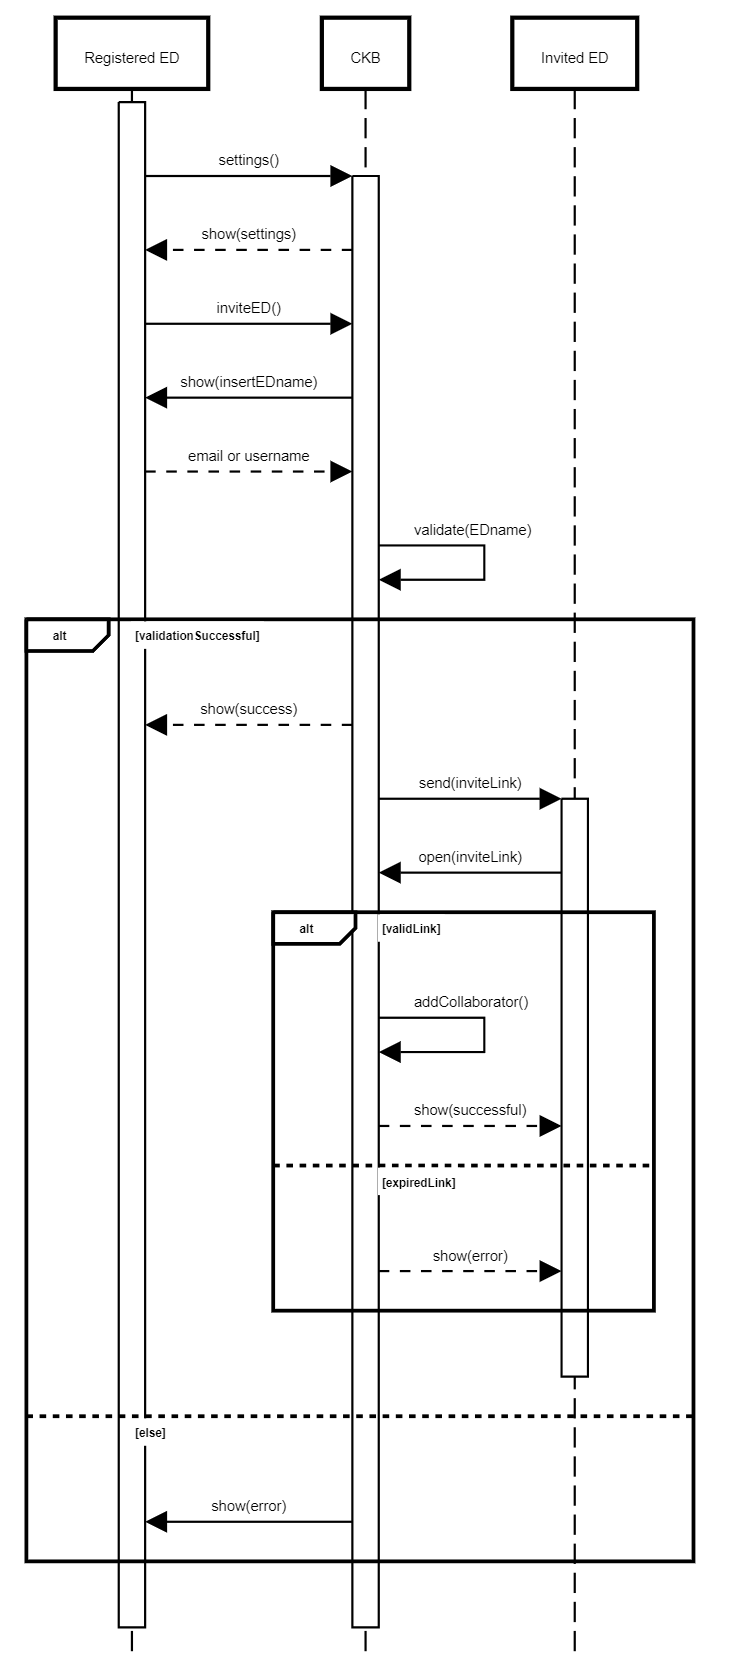 Registered ED
CKB
Invited ED
settings()
show(settings)
inviteED()
show(insertEDname)
email or username
validate(EDname)
alt
[validationSuccessful]
show(success)
send(inviteLink)
open(inviteLink)
alt
[validLink]
addCollaborator()
show(successful)
[expiredLink]
show(error)
[else]
show(error)